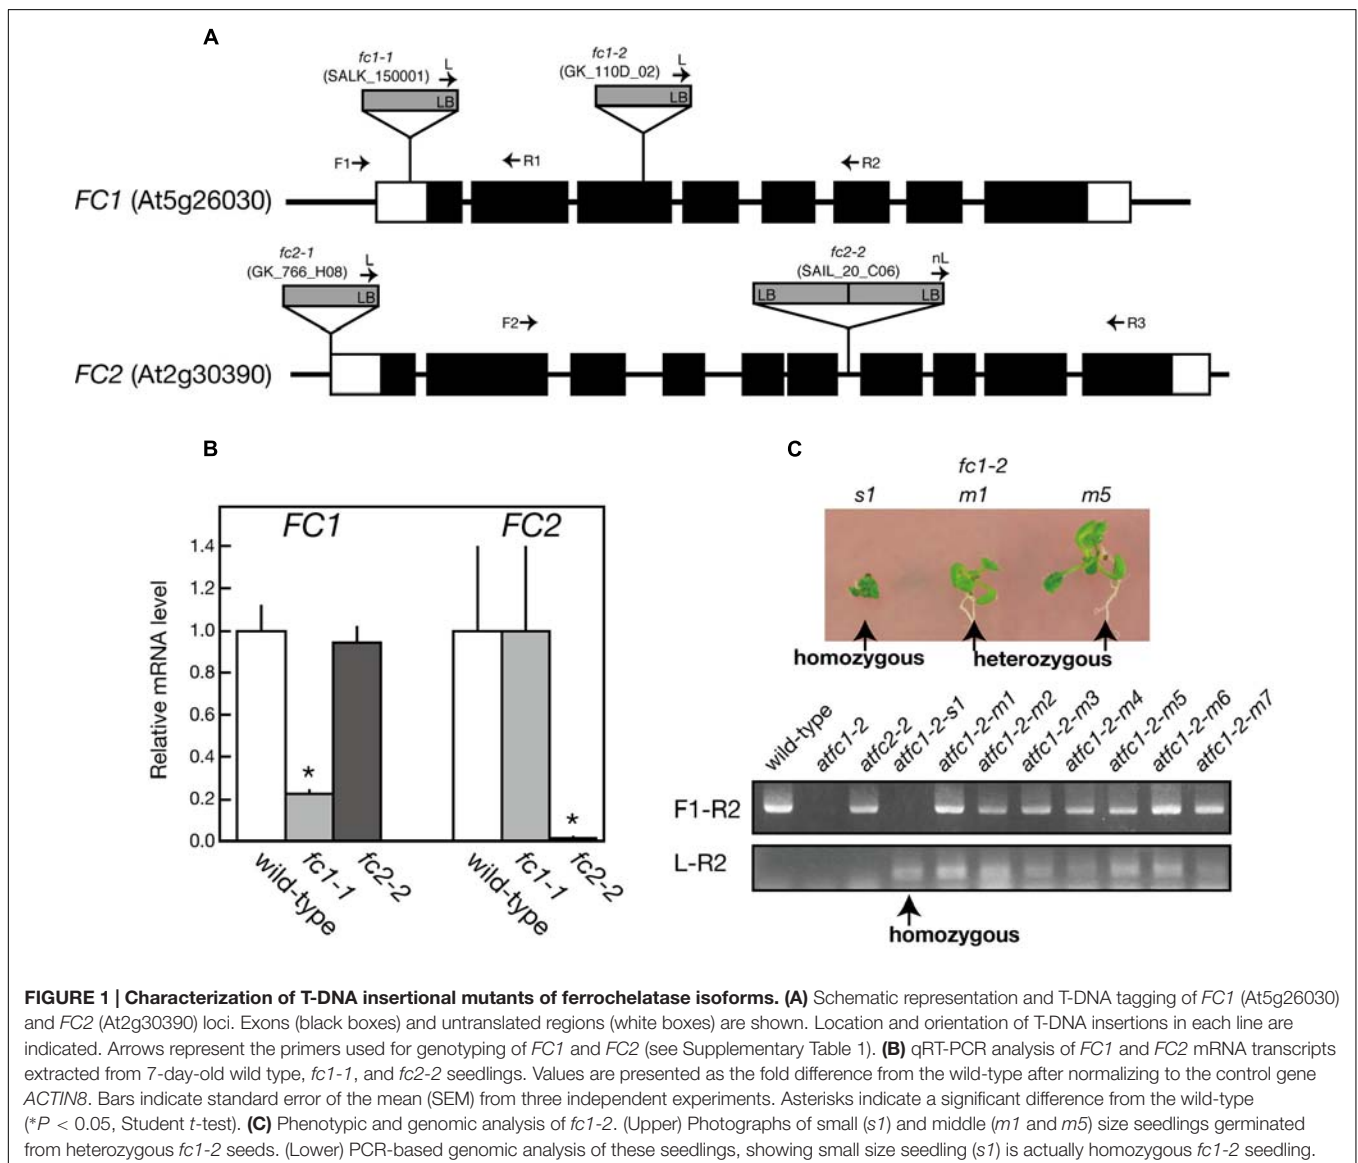 A
fc1-1
(SALK_150001)
L
LB
fc1-2
(GK_110D_02)
L
LB
F1
R1
R2
FC1 (At5g26030)
fc2-1
(GK_766_H08)
L
LB
fc2-2
(SAIL_20_C06)
nL
LB
LB
F2
R3
FC2 (At2g30390)
B
FC1
FC2
Relative mRNA level
1.4
1.2
1.0
0.8
0.6
0.4
0.2
0.0
*
*
wild-type
fc1-1
fc2-2
wild-type
fc1-1
fc2-2
C
fc1-2
s1
m1
m5
homozygous
heterozygous
wild-type
atfc1-2
atfc2-2
atfc1-2-s1
atfc1-2-m1
atfc1-2-m2
atfc1-2-m3
atfc1-2-m4
atfc1-2-m5
atfc1-2-m6
atfc1-2-m7
F1-R2
L-R2
homozygous
FIGURE 1 | Characterization of T-DNA insertional mutants of ferrochelatase isoforms. (A) Schematic representation and T-DNA tagging of FC1 (At5g26030)
and FC2 (At2g30390) loci. Exons (black boxes) and untranslated regions (white boxes) are shown. Location and orientation of T-DNA insertions in each line are
indicated. Arrows represent the primers used for genotyping of FC1 and FC2 (see Supplementary Table 1). (B) qRT-PCR analysis of FC1 and FC2 mRNA transcripts
extracted from 7-day-old wild type, fc1-1, and fc2-2 seedlings. Values are presented as the fold difference from the wild-type after normalizing to the control gene
ACTIN8. Bars indicate standard error of the mean (SEM) from three independent experiments. Asterisks indicate a significant difference from the wild-type
(*P < 0.05, Student t-test). (C) Phenotypic and genomic analysis of fc1-2. (Upper) Photographs of small (s1) and middle (m1 and m5) size seedlings germinated
from heterozygous fc1-2 seeds. (Lower) PCR-based genomic analysis of these seedlings, showing small size seedling (s1) is actually homozygous fc1-2 seedling.